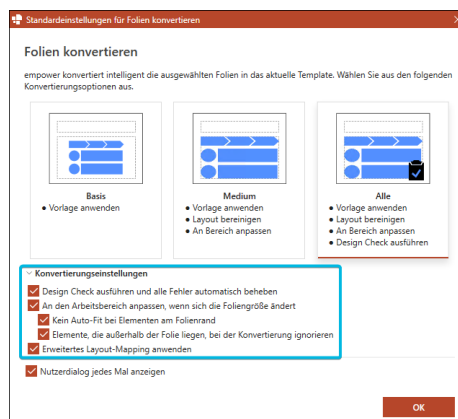 Standardeinstellungen für Folien konvertieren
Folien konvertieren
empower konvertiert intelligent die ausgewählten Folien in das aktuelle Template. Wählen Sie aus den folgenden
Konvertierungsoptionen aus.
Basis
• Vorlage anwenden
Medium
• Vorlage anwenden
• Layout bereinigen
• An Bereich anpassen
Alle
• Vorlage anwenden
• Layout bereinigen
• An Bereich anpassen
• Design Check ausführen
Konvertierungseinstellungen
Design Check ausführen und alle Fehler automatisch beheben
An den Arbeitsbereich anpassen, wenn sich die Foliengröße ändert
Kein Auto-Fit bei Elementen am Folienrand
Elemente, die außerhalb der Folie liegen, bei der Konvertierung ignorieren
Erweitertes Layout-Mapping anwenden
Nutzerdialog jedes Mal anzeigen
OK